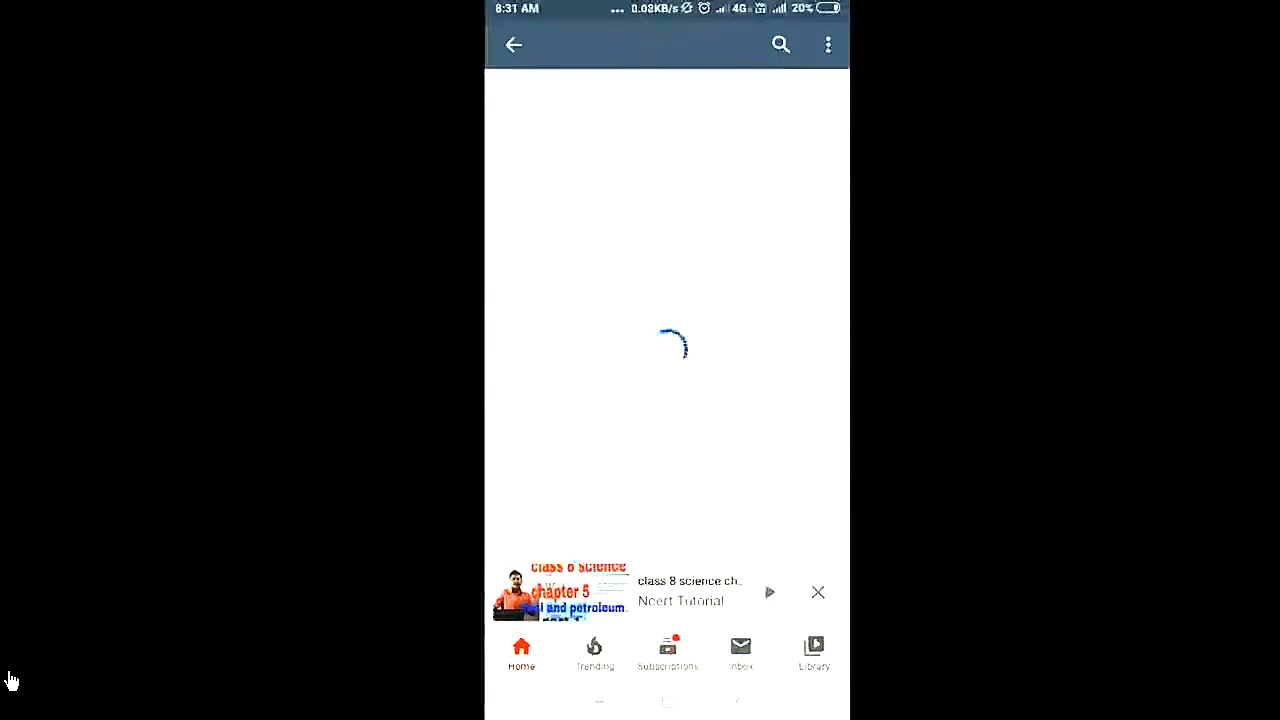 8:31 AM ... 0.03KB/s 4G 20%
class 8 science
chapter 5
and petroleum
class 8 science ch..
Ncert Tutorial
Home Trending Subscriptions Inbox Library